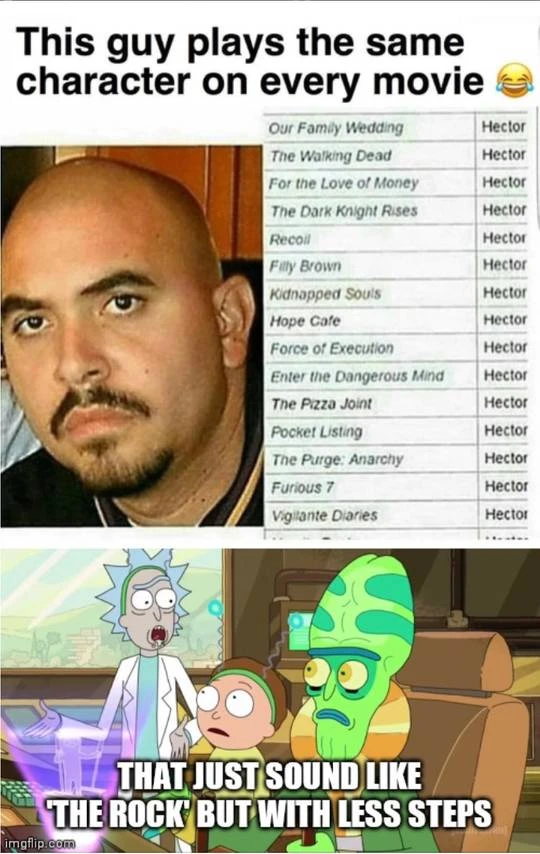 This guy plays the same
character on every movie 😂
Our Family Wedding Hector
The Walking Dead Hector
For the Love of Money Hector
The Dark Knight Rises Hector
Recoil Hector
Filly Brown Hector
Kidnapped Souls Hector
Hope Cafe Hector
Force of Execution Hector
Enter the Dangerous Mind Hector
The Pizza Joint Hector
Pocket Listing Hector
The Purge: Anarchy Hector
Furious 7 Hector
Vigilante Diaries Hector
THAT JUST SOUND LIKE
'THE ROCK' BUT WITH LESS STEPS
imgflip.com